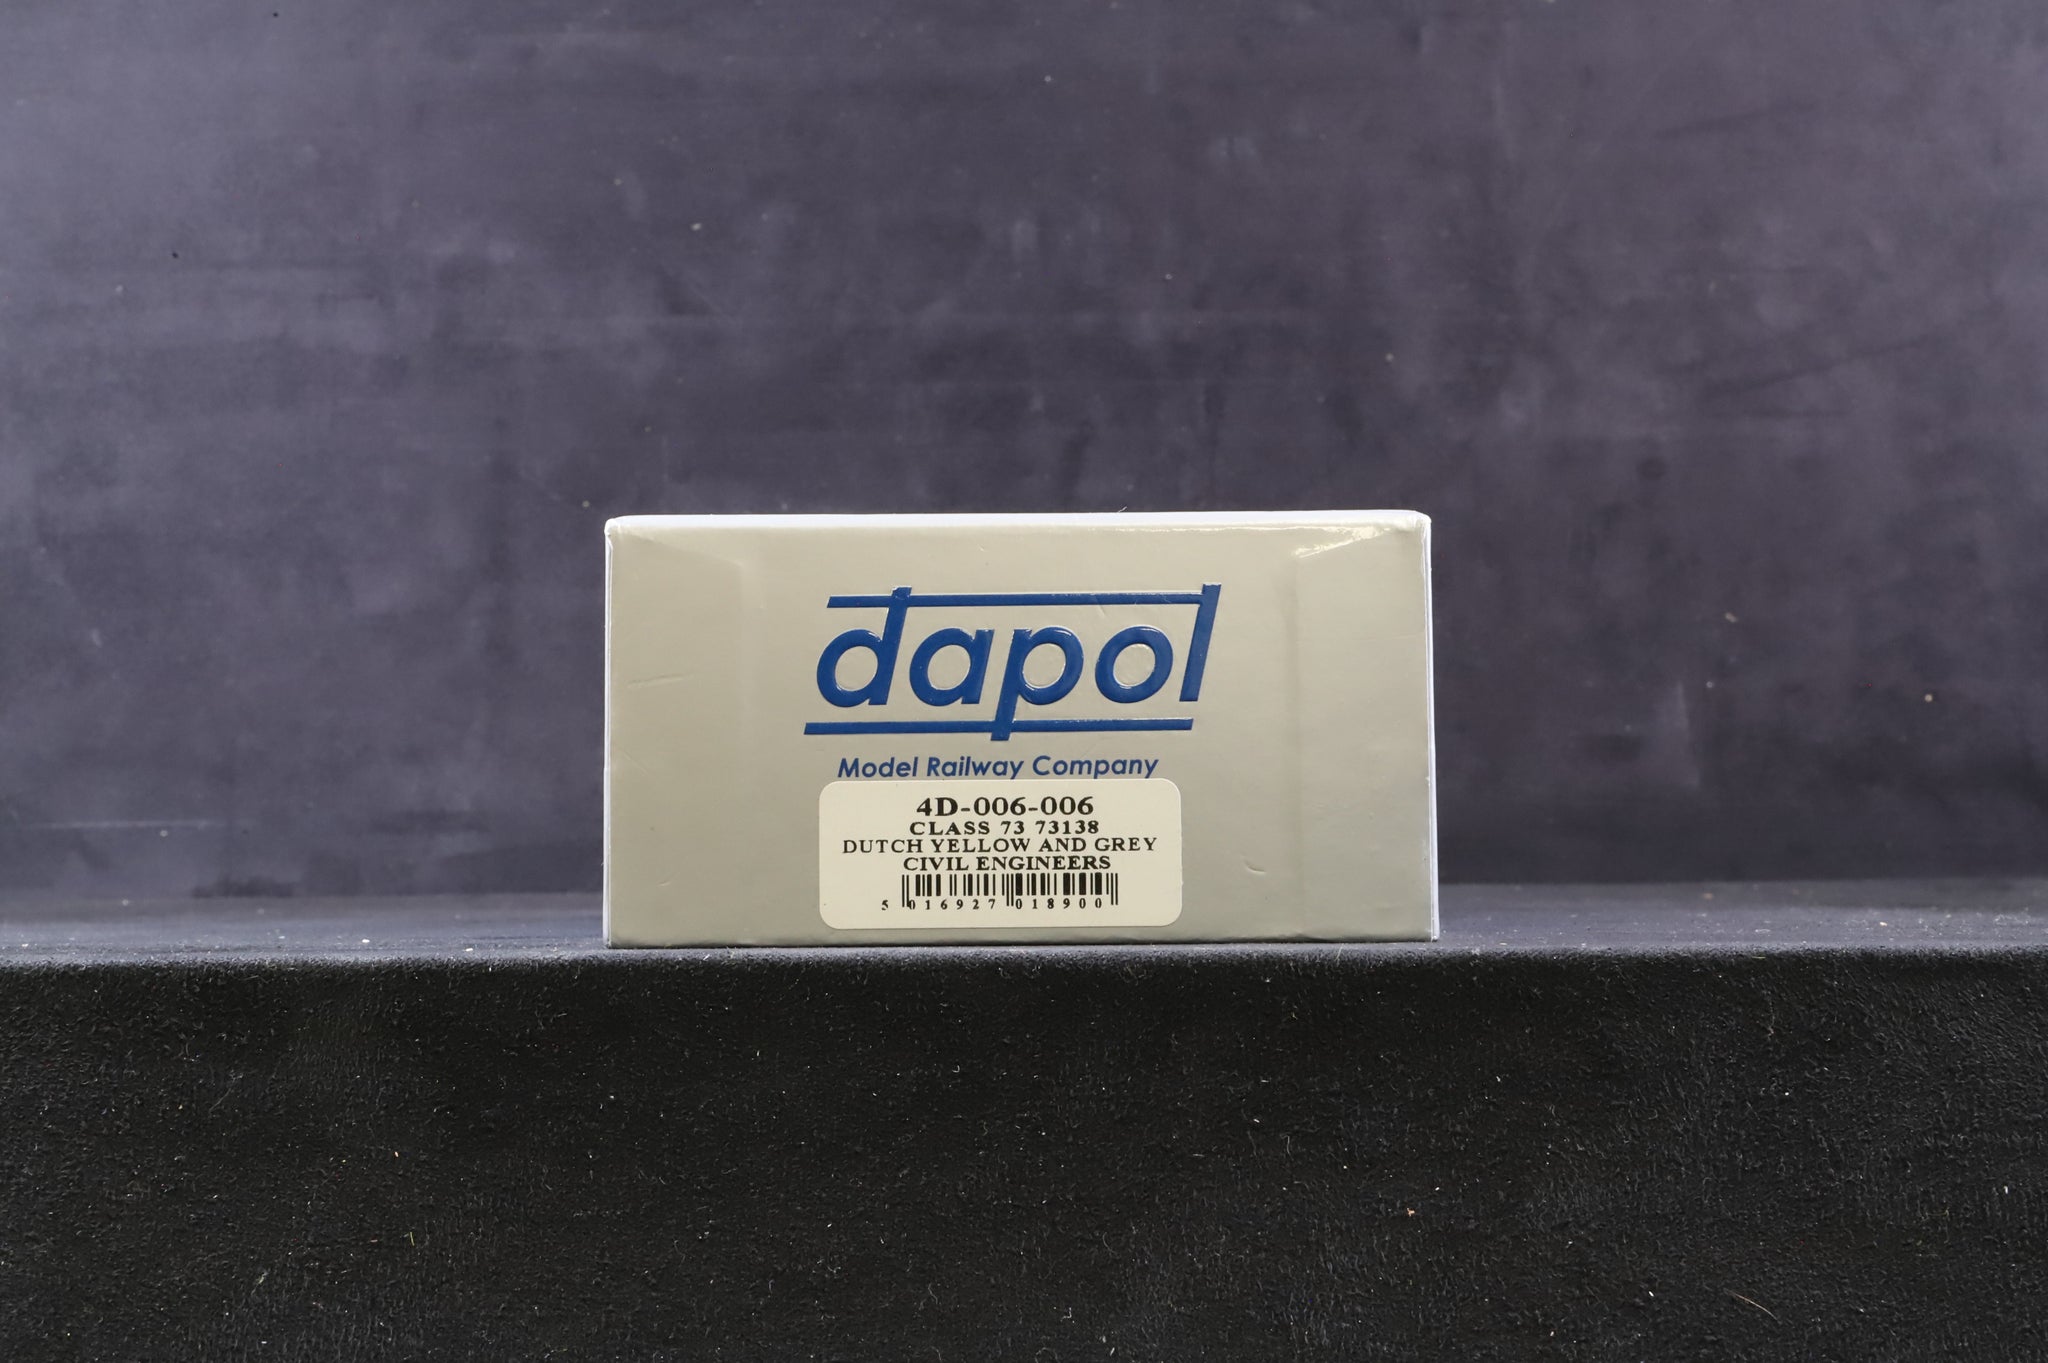 dapol
Model Railway Company
4D-006-006
CLASS 73 73138
DUTCH YELLOW AND GREY
CIVIL ENGINEERS
5 016927 018900